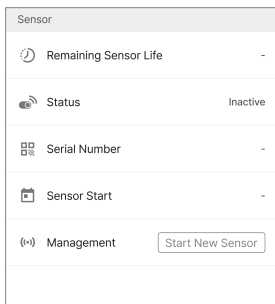 Sensor
Remaining Sensor Life -
Status Inactive
Serial Number -
Sensor Start -
Management Start New Sensor